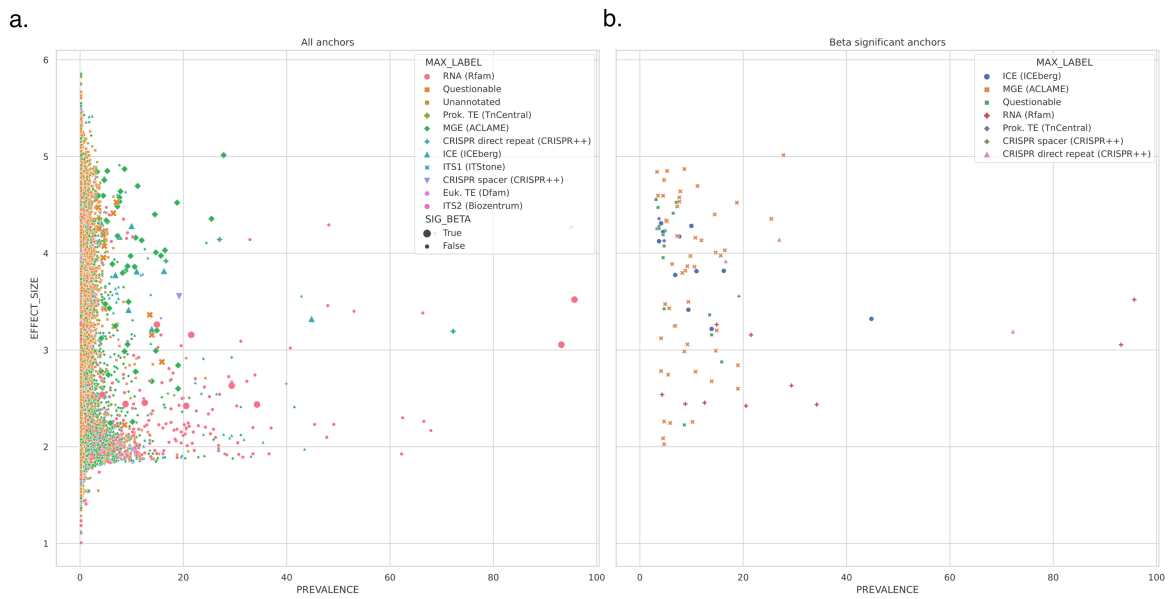 a.
All anchors
EFFECT_SIZE
6
5
4
3
2
1
MAX_LABEL
RNA (Rfam)
Questionable
Unannotated
Prok. TE (TnCentral)
MGE (ACLAME)
CRISPR direct repeat (CRISPR++)
ICE (ICEberg)
ITS1 (ITStone)
CRISPR spacer (CRISPR++)
Euk. TE (Dfam)
ITS2 (Biozentrum)
SIG_BETA
True
False
0 20 40 60 80 100
PREVALENCE
b.
Beta significant anchors
MAX_LABEL
ICE (ICEberg)
MGE (ACLAME)
Questionable
RNA (Rfam)
Prok. TE (TnCentral)
CRISPR spacer (CRISPR++)
CRISPR direct repeat (CRISPR++)
0 20 40 60 80 100
PREVALENCE